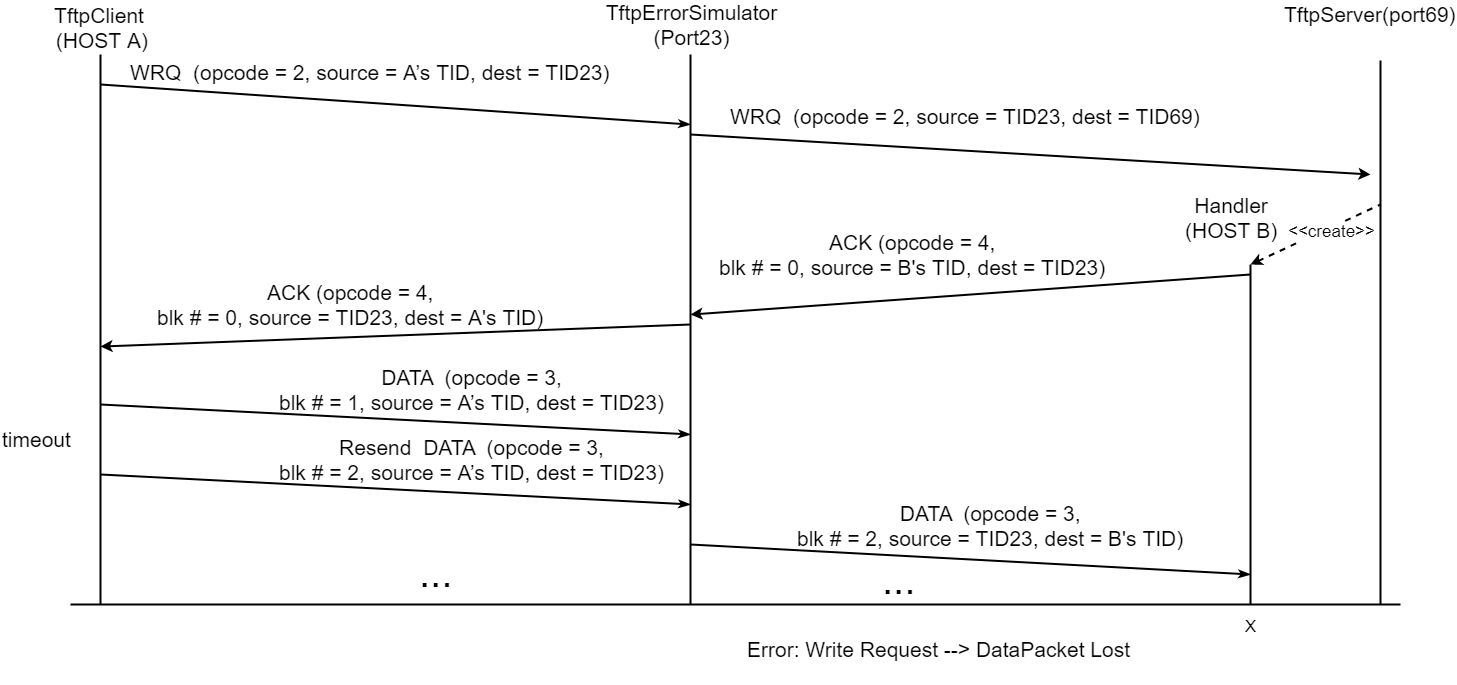 TftpClient
(HOST A)
TftpErrorSimulator
(Port23)
TftpServer(port69)
WRQ (opcode = 2, source = A’s TID, dest = TID23)
WRQ (opcode = 2, source = TID23, dest = TID69)
Handler
(HOST B)
<<create>>
ACK (opcode = 4,
blk # = 0, source = B's TID, dest = TID23)
ACK (opcode = 4,
blk # = 0, source = TID23, dest = A's TID)
DATA (opcode = 3,
blk # = 1, source = A’s TID, dest = TID23)
timeout
Resend DATA (opcode = 3,
blk # = 2, source = A’s TID, dest = TID23)
DATA (opcode = 3,
blk # = 2, source = TID23, dest = B's TID)
...
...
X
Error: Write Request --> DataPacket Lost